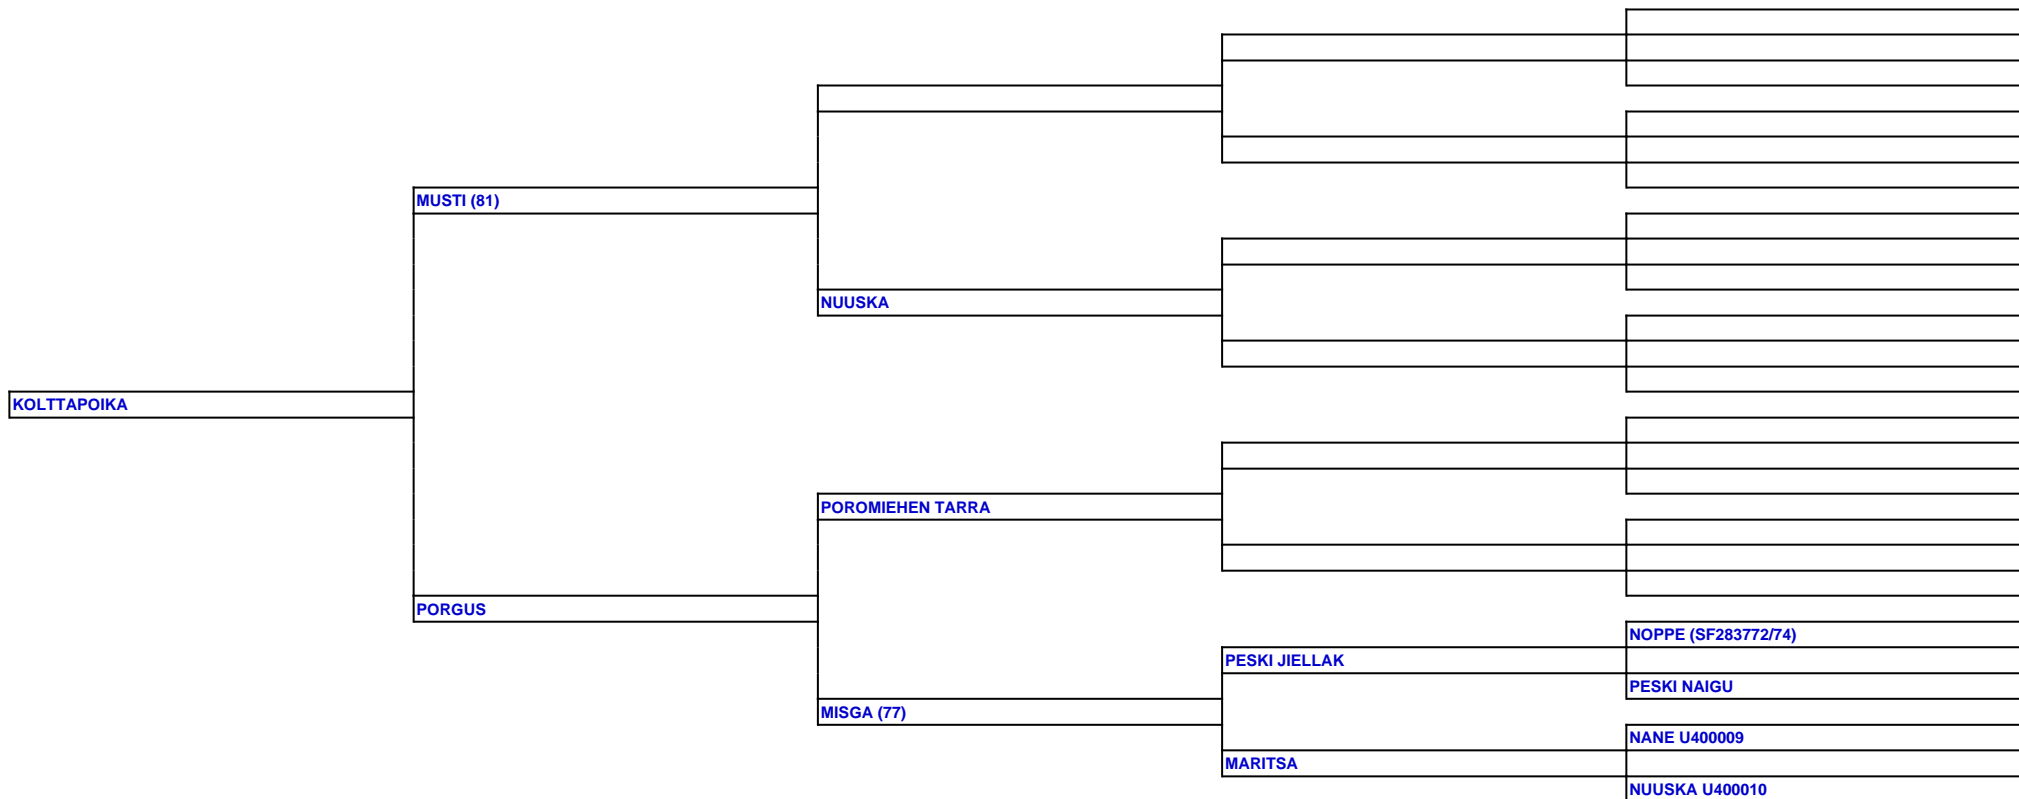 MUSTI (81)
NUUSKA
KOLTTAPOIKA
POROMIEHEN TARRA
PORGUS
NOPPE (SF283772/74)
PESKI JIELLAK
PESKI NAIGU
MISGA (77)
NANE U400009
MARITSA
NUUSKA U400010